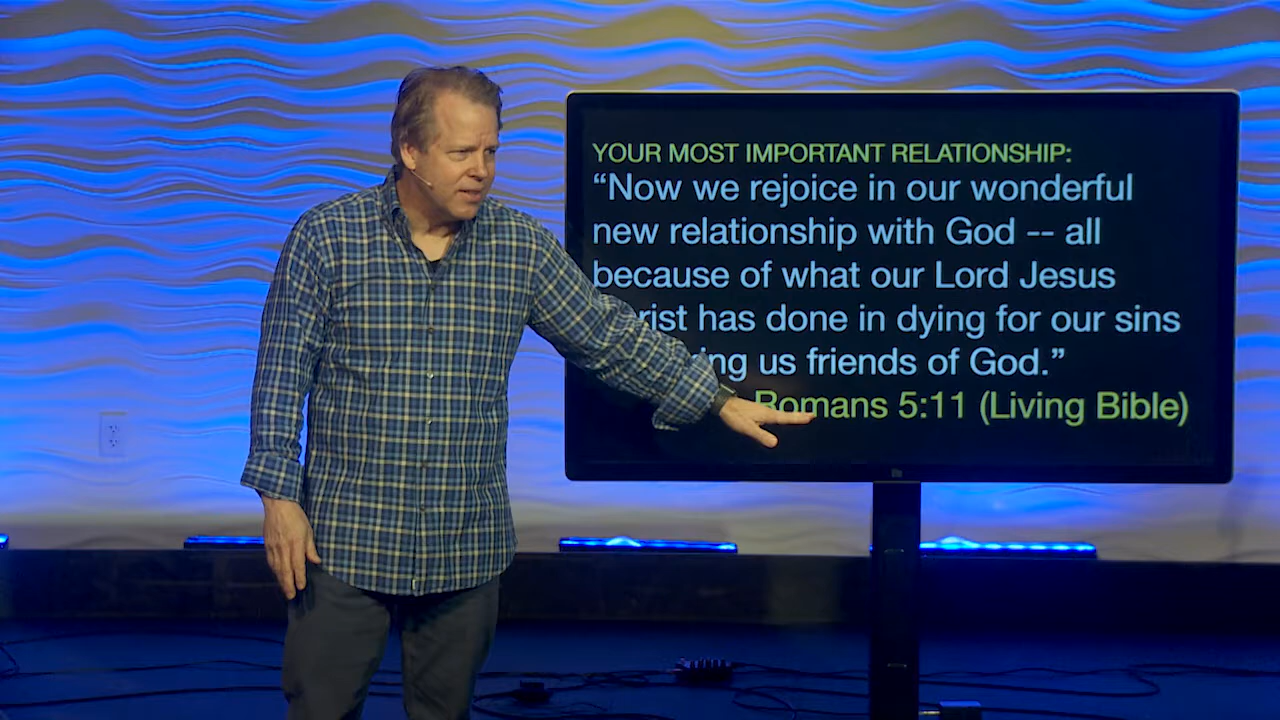 YOUR MOST IMPORTANT RELATIONSHIP:
“Now we rejoice in our wonderful
new relationship with God -- all
because of what our Lord Jesus
has done in dying for our sins
us friends of God.”
Romans 5:11 (Living Bible)